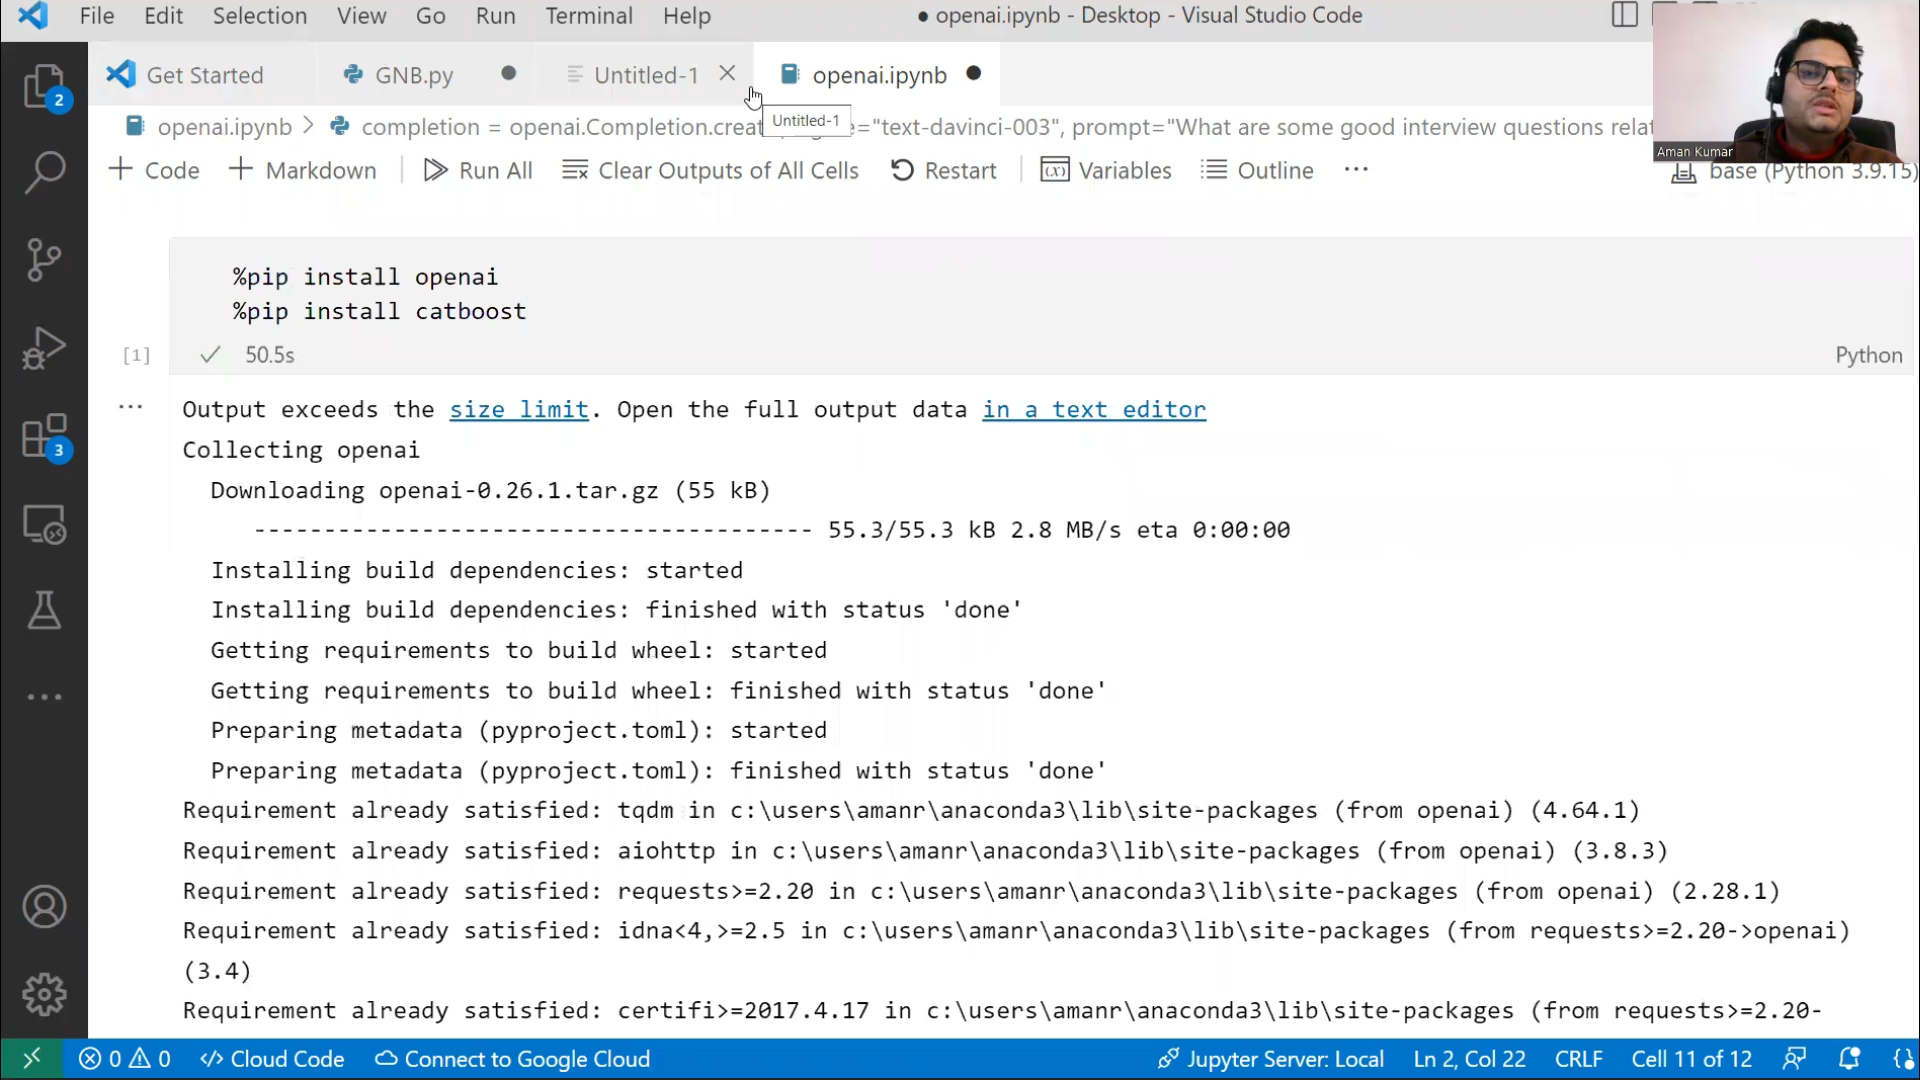 File Edit Selection View Go Run Terminal Help ● openai.ipynb - Desktop - Visual Studio Code
Get Started GNB.py Untitled-1 openai.ipynb
openai.ipynb > completion = openai.Completion.creat "text-davinci-003", prompt="What are some good interview questions rela
Untitled-1
Aman Kumar
+ Code + Markdown Run All Clear Outputs of All Cells Restart Variables Outline ··· base (Python 3.9.15)
2
3
%pip install openai
%pip install catboost
[1] ✓ 50.5s Python
Output exceeds the size limit. Open the full output data in a text editor
Collecting openai
Downloading openai-0.26.1.tar.gz (55 kB)
---------------------------------------- 55.3/55.3 kB 2.8 MB/s eta 0:00:00
Installing build dependencies: started
Installing build dependencies: finished with status 'done'
Getting requirements to build wheel: started
Getting requirements to build wheel: finished with status 'done'
Preparing metadata (pyproject.toml): started
Preparing metadata (pyproject.toml): finished with status 'done'
Requirement already satisfied: tqdm in c:\users\amanr\anaconda3\lib\site-packages (from openai) (4.64.1)
Requirement already satisfied: aiohttp in c:\users\amanr\anaconda3\lib\site-packages (from openai) (3.8.3)
Requirement already satisfied: requests>=2.20 in c:\users\amanr\anaconda3\lib\site-packages (from openai) (2.28.1)
Requirement already satisfied: idna<4,>=2.5 in c:\users\amanr\anaconda3\lib\site-packages (from requests>=2.20->openai)
(3.4)
Requirement already satisfied: certifi>=2017.4.17 in c:\users\amanr\anaconda3\lib\site-packages (from requests>=2.20-
0 0 </> Cloud Code Connect to Google Cloud Jupyter Server: Local Ln 2, Col 22 CRLF Cell 11 of 12